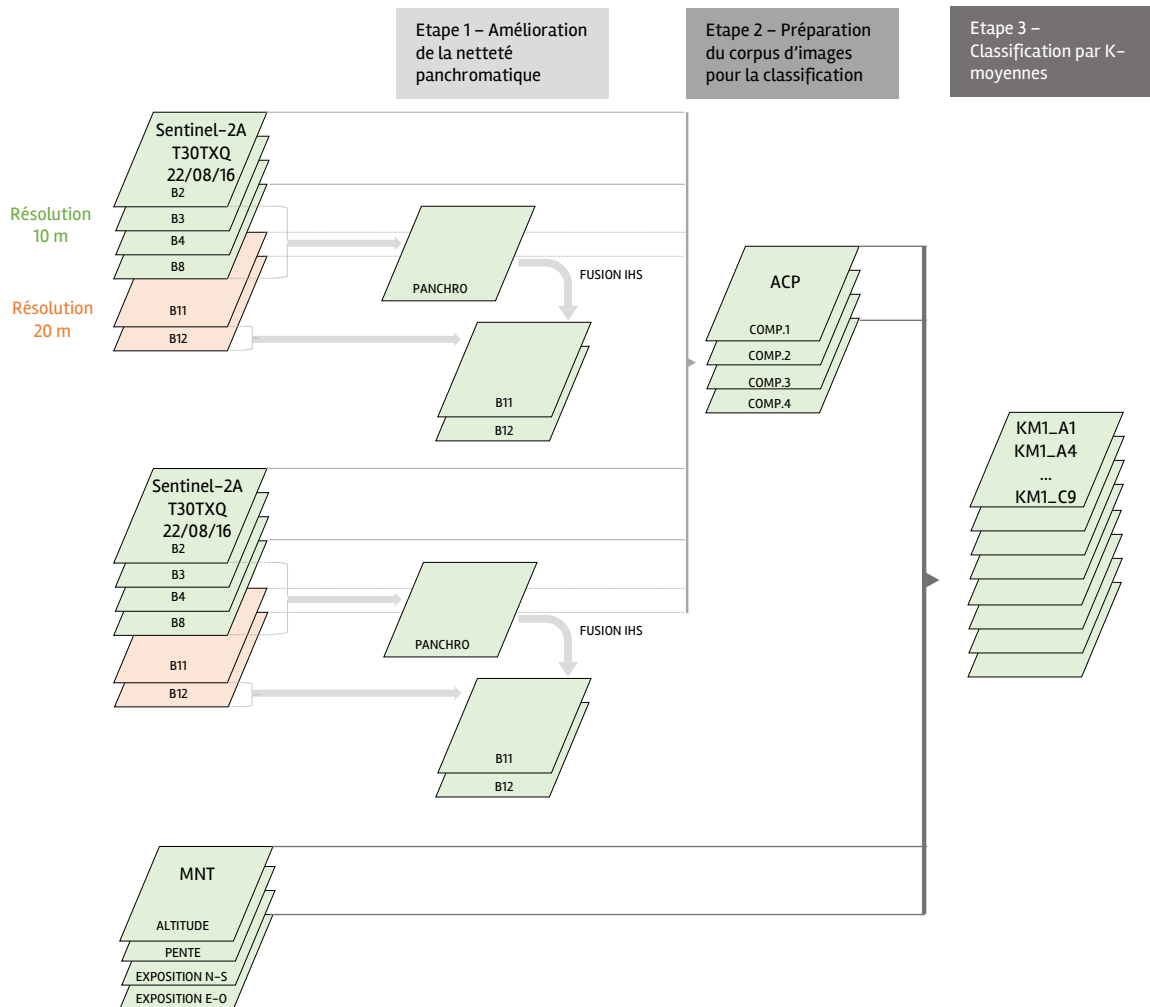 Etape 1 – Amélioration
de la netteté
panchromatique
Etape 2 – Préparation
du corpus d'images
pour la classification
Etape 3 –
Classification par K-
moyennes
Sentinel-2A
T30TXQ
22/08/16
B2
B3
B4
B8
B11
B12
Résolution
10 m
Résolution
20 m
PANCHRO
FUSION IHS
B11
B12
ACP
COMP.1
COMP.2
COMP.3
COMP.4
KM1_A1
KM1_A4
...
KM1_C9
Sentinel-2A
T30TXQ
22/08/16
B2
B3
B4
B8
B11
B12
PANCHRO
FUSION IHS
B11
B12
MNT
ALTITUDE
PENTE
EXPOSITION N-S
EXPOSITION E-O